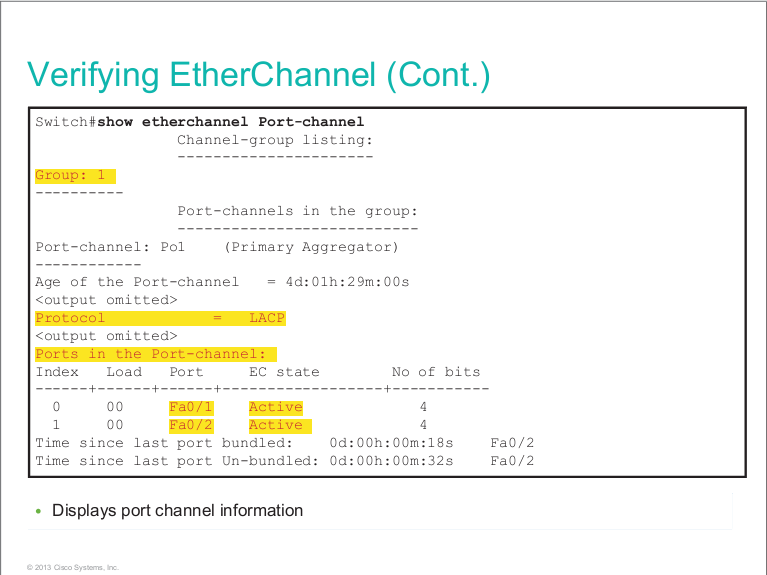 Verifying EtherChannel (Cont.)
Switch#show etherchannel Port-channel
Channel-group listing:
----------------------
Group: 1
----------
Port-channels in the group:
---------------------------
Port-channel: Po1    (Primary Aggregator)
------------
Age of the Port-channel   = 4d:01h:29m:00s
<output omitted>
Protocol            =   LACP
<output omitted>
Ports in the Port-channel:
Index   Load   Port     EC state        No of bits
------+------+------+------------------+-----------
  0     00     Fa0/1    Active             4
  1     00     Fa0/2    Active             4
Time since last port bundled:    0d:00h:00m:18s    Fa0/2
Time since last port Un-bundled: 0d:00h:00m:32s    Fa0/2
• Displays port channel information
© 2013 Cisco Systems, Inc.